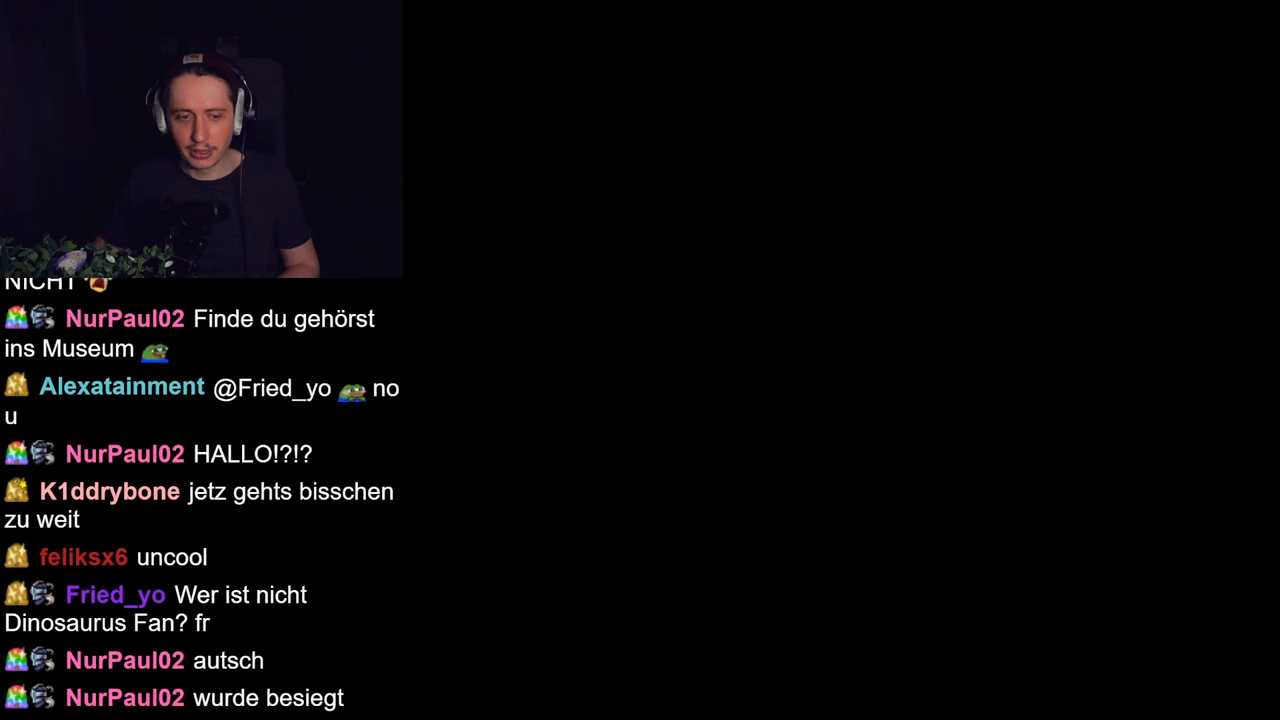 NICHT
NurPaul02 Finde du gehörst
ins Museum
Alexatainment @Fried_yo no
u
NurPaul02 HALLO!?!?
K1ddrybone jetz gehts bisschen
zu weit
feliksx6 uncool
Fried_yo Wer ist nicht
Dinosaurus Fan? fr
NurPaul02 autsch
NurPaul02 wurde besiegt